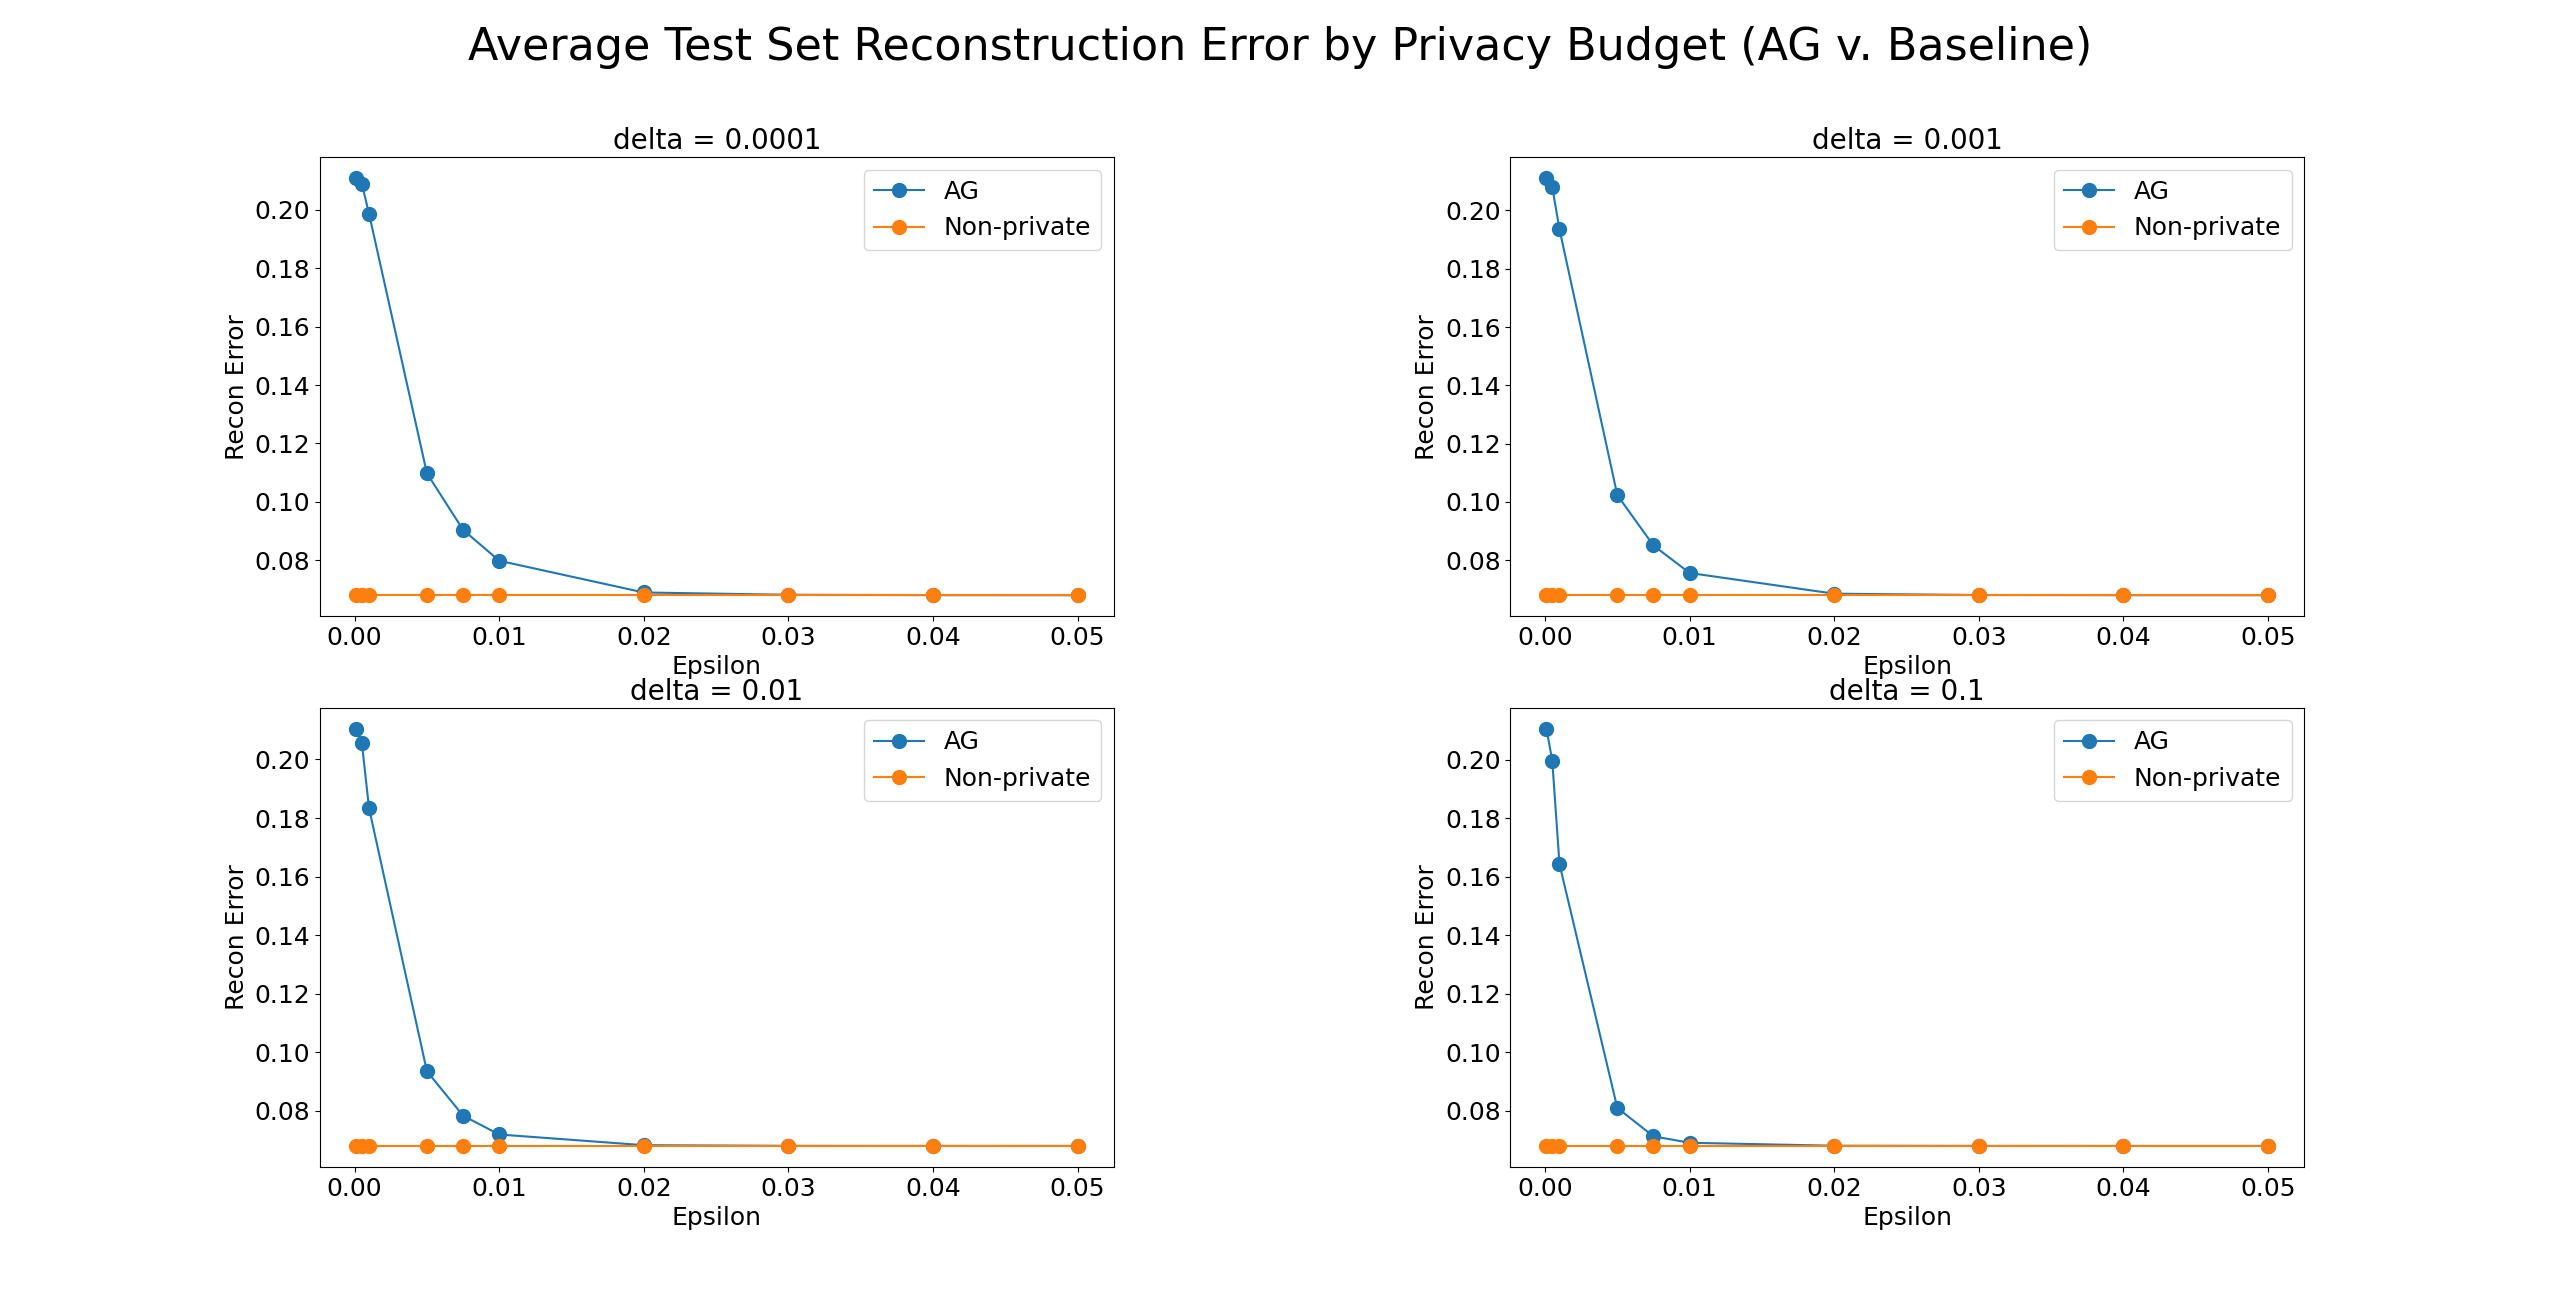 Average Test Set Reconstruction Error by Privacy Budget (AG v. Baseline)
delta = 0.0001
AG
Non-private
0.20
0.18
0.16
0.14
0.12
0.10
0.08
Recon Error
0.00 0.01 0.02 0.03 0.04 0.05
Epsilon
delta = 0.001
AG
Non-private
0.20
0.18
0.16
0.14
0.12
0.10
0.08
Recon Error
0.00 0.01 0.02 0.03 0.04 0.05
Epsilon
delta = 0.01
AG
Non-private
0.20
0.18
0.16
0.14
0.12
0.10
0.08
Recon Error
0.00 0.01 0.02 0.03 0.04 0.05
Epsilon
delta = 0.1
AG
Non-private
0.20
0.18
0.16
0.14
0.12
0.10
0.08
Recon Error
0.00 0.01 0.02 0.03 0.04 0.05
Epsilon